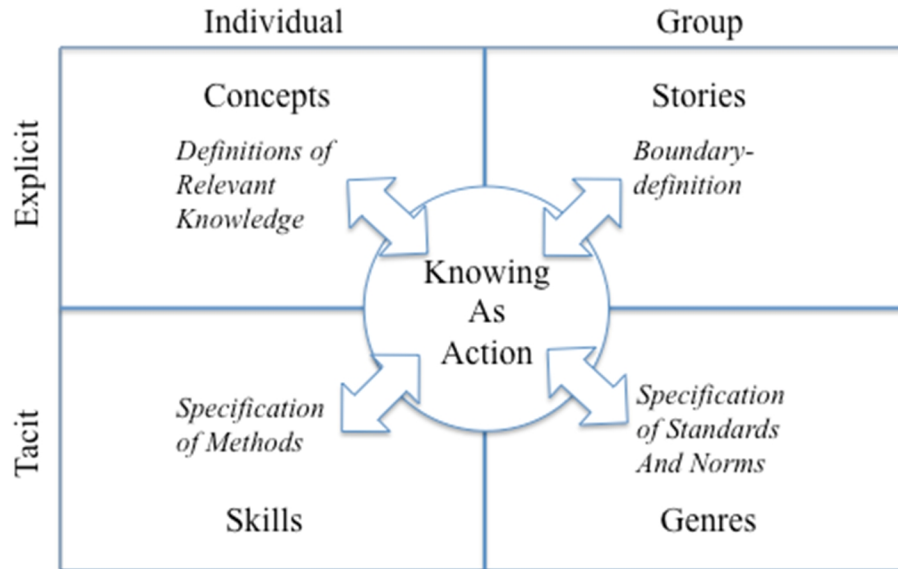 Individual
Group
Explicit
Concepts
Definitions of
Relevant
Knowledge
Stories
Boundary-
definition
Knowing
As
Action
Tacit
Specification
of Methods
Skills
Specification
of Standards
And Norms
Genres